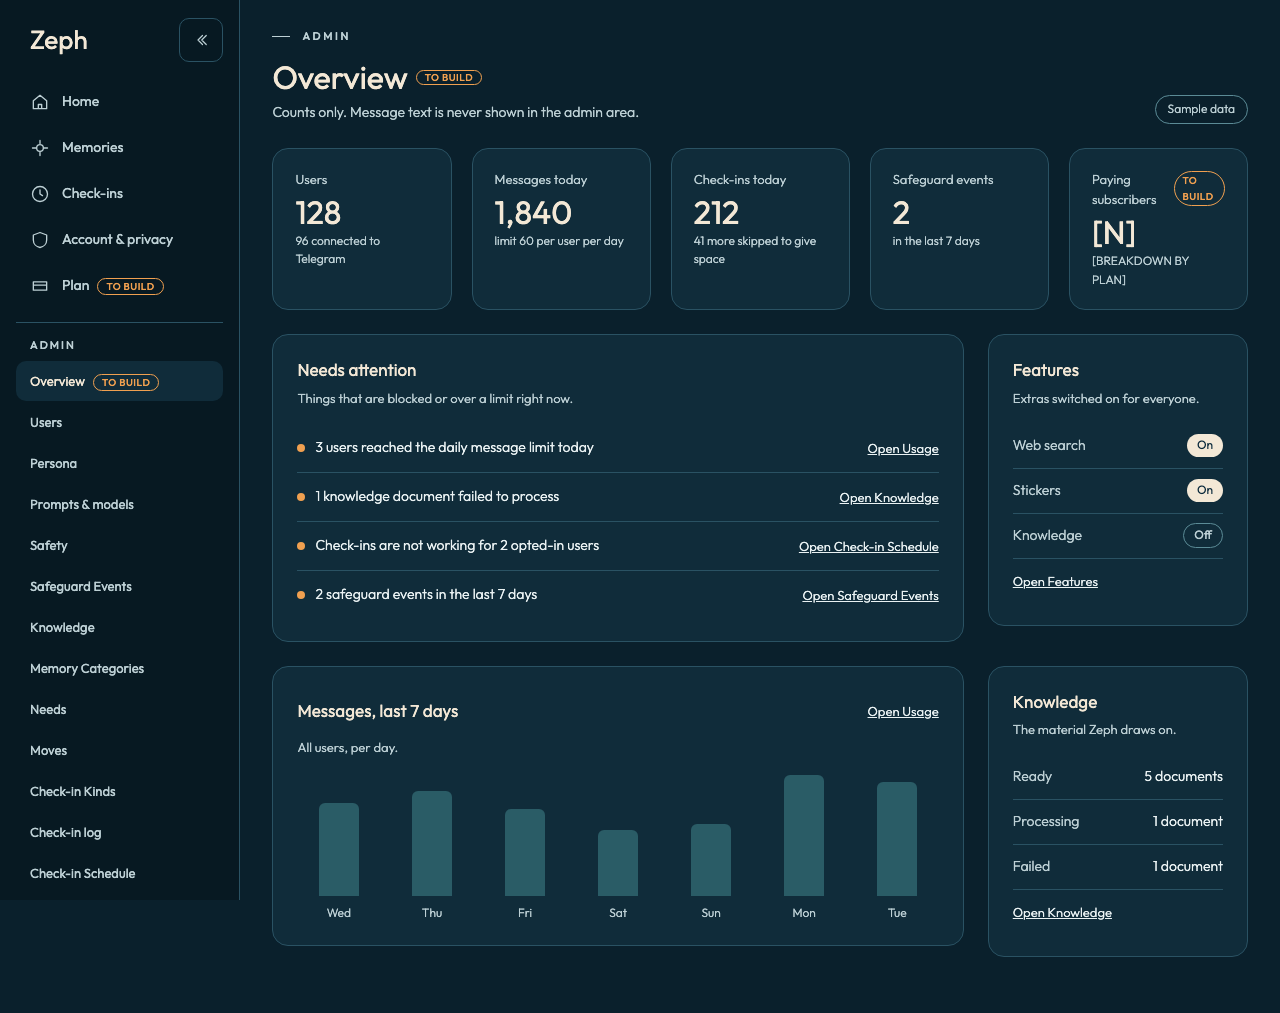 Zeph
Home
Memories
Check-ins
Account & privacy
Plan TO BUILD
ADMIN
Overview TO BUILD
Users
Persona
Prompts & models
Safety
Safeguard Events
Knowledge
Memory Categories
Needs
Moves
Check-in Kinds
Check-in log
Check-in Schedule
ADMIN
Overview TO BUILD
Counts only. Message text is never shown in the admin area.
Sample data
Users
128
96 connected to
Telegram
Messages today
1,840
limit 60 per user per day
Check-ins today
212
41 more skipped to give
space
Safeguard events
2
in the last 7 days
Paying
subscribers
TO
BUILD
[N]
[BREAKDOWN BY
PLAN]
Needs attention
Things that are blocked or over a limit right now.
3 users reached the daily message limit today Open Usage
1 knowledge document failed to process Open Knowledge
Check-ins are not working for 2 opted-in users Open Check-in Schedule
2 safeguard events in the last 7 days Open Safeguard Events
Features
Extras switched on for everyone.
Web search On
Stickers On
Knowledge Off
Open Features
Messages, last 7 days Open Usage
All users, per day.
Wed Thu Fri Sat Sun Mon Tue
Knowledge
The material Zeph draws on.
Ready 5 documents
Processing 1 document
Failed 1 document
Open Knowledge